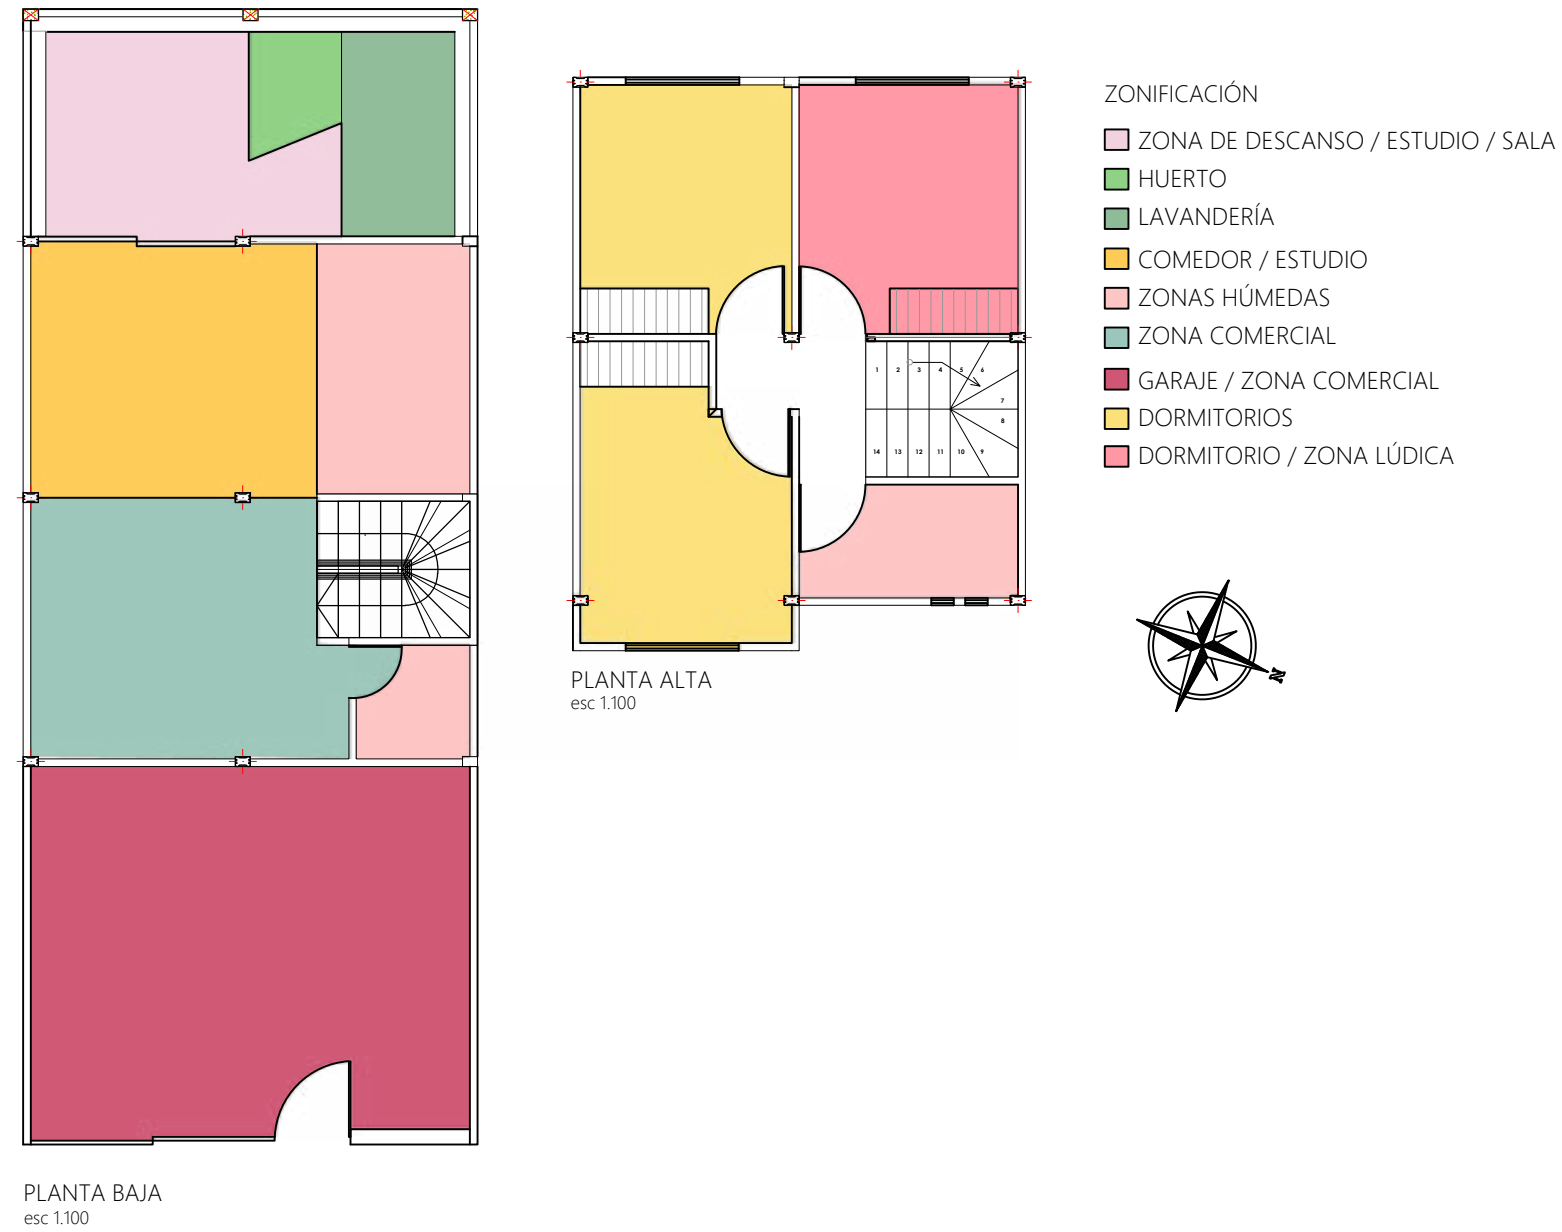 ZONIFICACIÓN
ZONA DE DESCANSO / ESTUDIO / SALA
HUERTO
LAVANDERÍA
COMEDOR / ESTUDIO
ZONAS HÚMEDAS
ZONA COMERCIAL
GARAJE / ZONA COMERCIAL
DORMITORIOS
DORMITORIO / ZONA LÚDICA
1 2 3 4 5 6
7
8
14 13 12 11 10 9
N
PLANTA ALTA
esc 1.100
PLANTA BAJA
esc 1.100